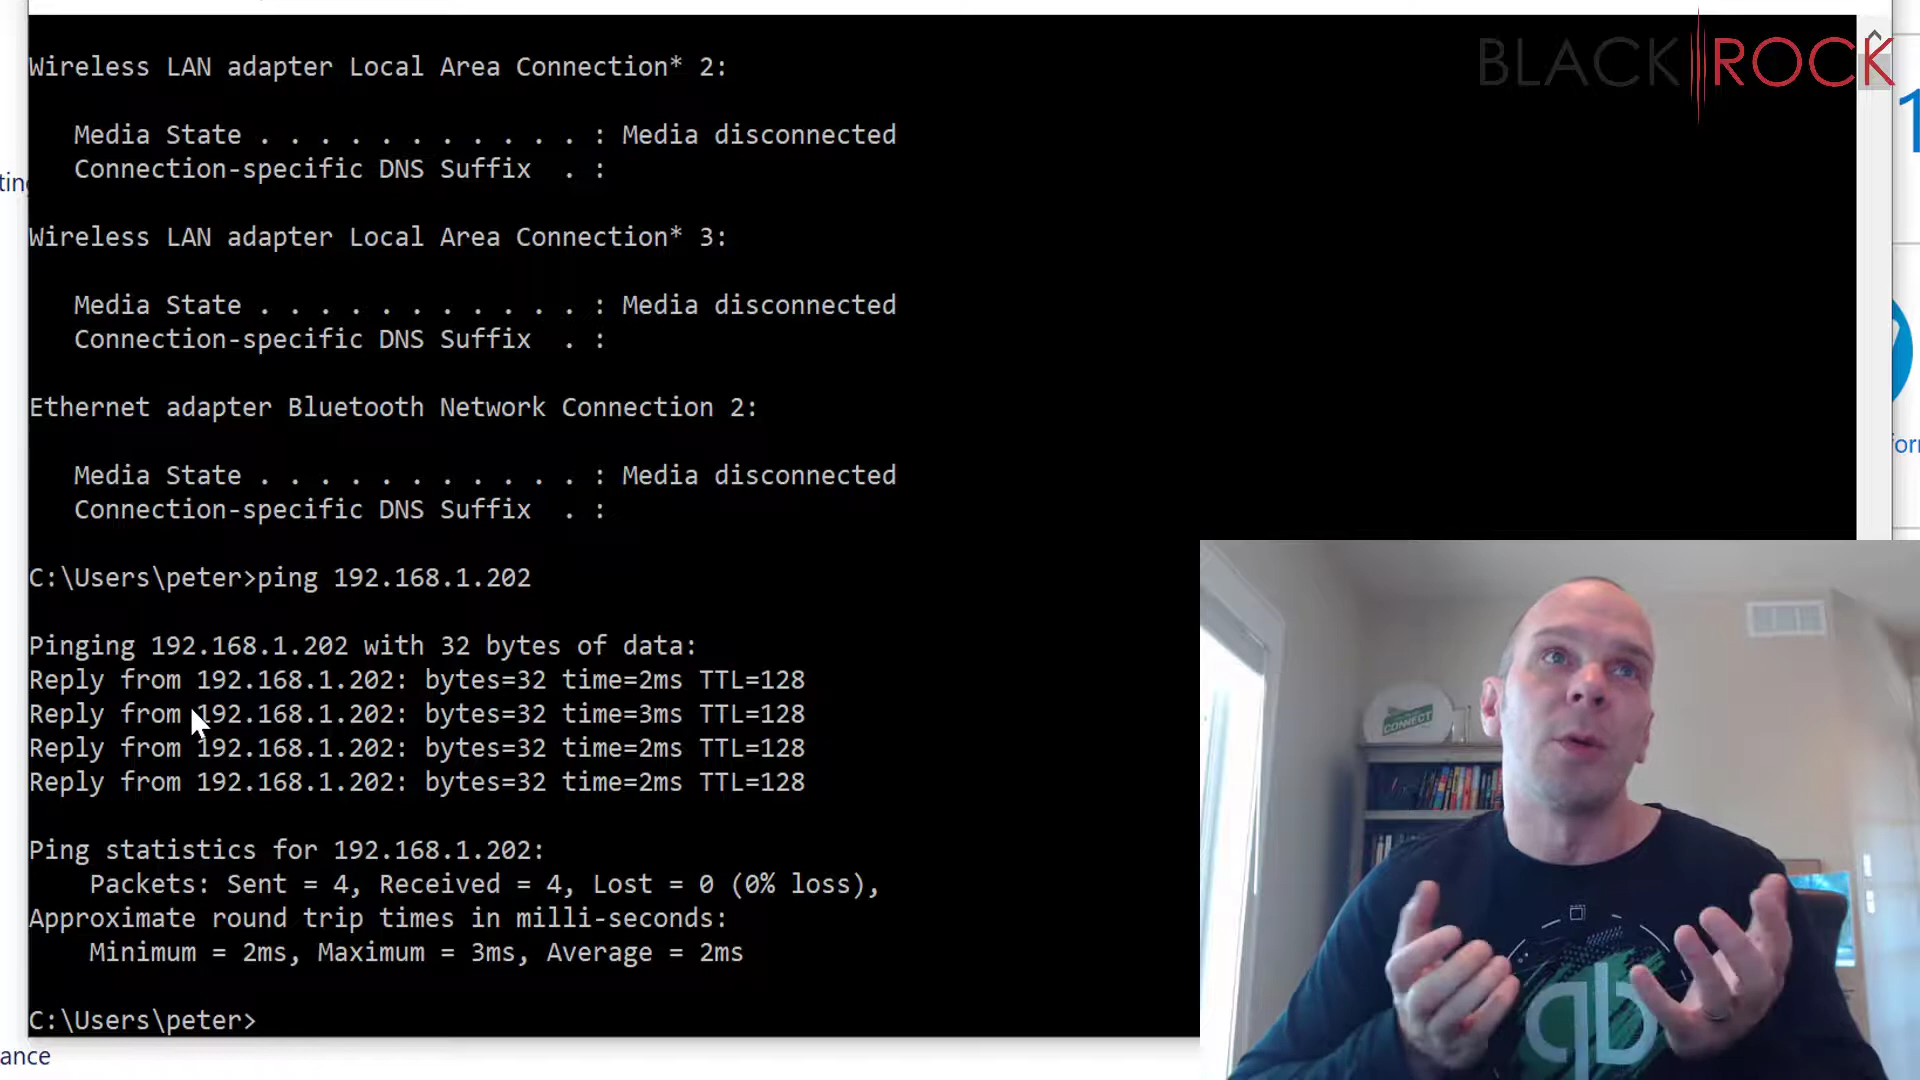 BLACK ROCK
Wireless LAN adapter Local Area Connection* 2:
Media State . . . . . . . . . . . : Media disconnected
Connection-specific DNS Suffix  . :
Wireless LAN adapter Local Area Connection* 3:
Media State . . . . . . . . . . . : Media disconnected
Connection-specific DNS Suffix  . :
Ethernet adapter Bluetooth Network Connection 2:
Media State . . . . . . . . . . . : Media disconnected
Connection-specific DNS Suffix  . :
C:\Users\peter>ping 192.168.1.202
Pinging 192.168.1.202 with 32 bytes of data:
Reply from 192.168.1.202: bytes=32 time=2ms TTL=128
Reply from 192.168.1.202: bytes=32 time=3ms TTL=128
Reply from 192.168.1.202: bytes=32 time=2ms TTL=128
Reply from 192.168.1.202: bytes=32 time=2ms TTL=128
Ping statistics for 192.168.1.202:
Packets: Sent = 4, Received = 4, Lost = 0 (0% loss),
Approximate round trip times in milli-seconds:
Minimum = 2ms, Maximum = 3ms, Average = 2ms
C:\Users\peter>
ance
CONNECT
qb